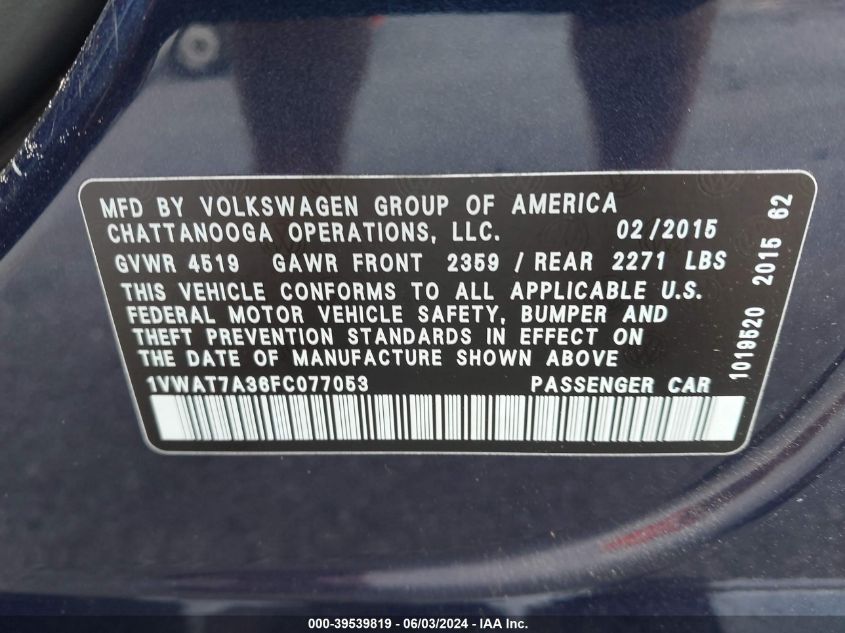 MFD BY VOLKSWAGEN GROUP OF AMERICA
CHATTANOOGA OPERATIONS, LLC. 02/2015
GVWR 4519 GAWR FRONT 2359 / REAR 2271 LBS
THIS VEHICLE CONFORMS TO ALL APPLICABLE U.S.
FEDERAL MOTOR VEHICLE SAFETY, BUMPER AND
THEFT PREVENTION STANDARDS IN EFFECT ON
THE DATE OF MANUFACTURE SHOWN ABOVE
1VWAT7A36FC077053 PASSENGER CAR
1019520 2015 62
000-39539819 / 06/03/2024 - Copyright IAA, Inc.